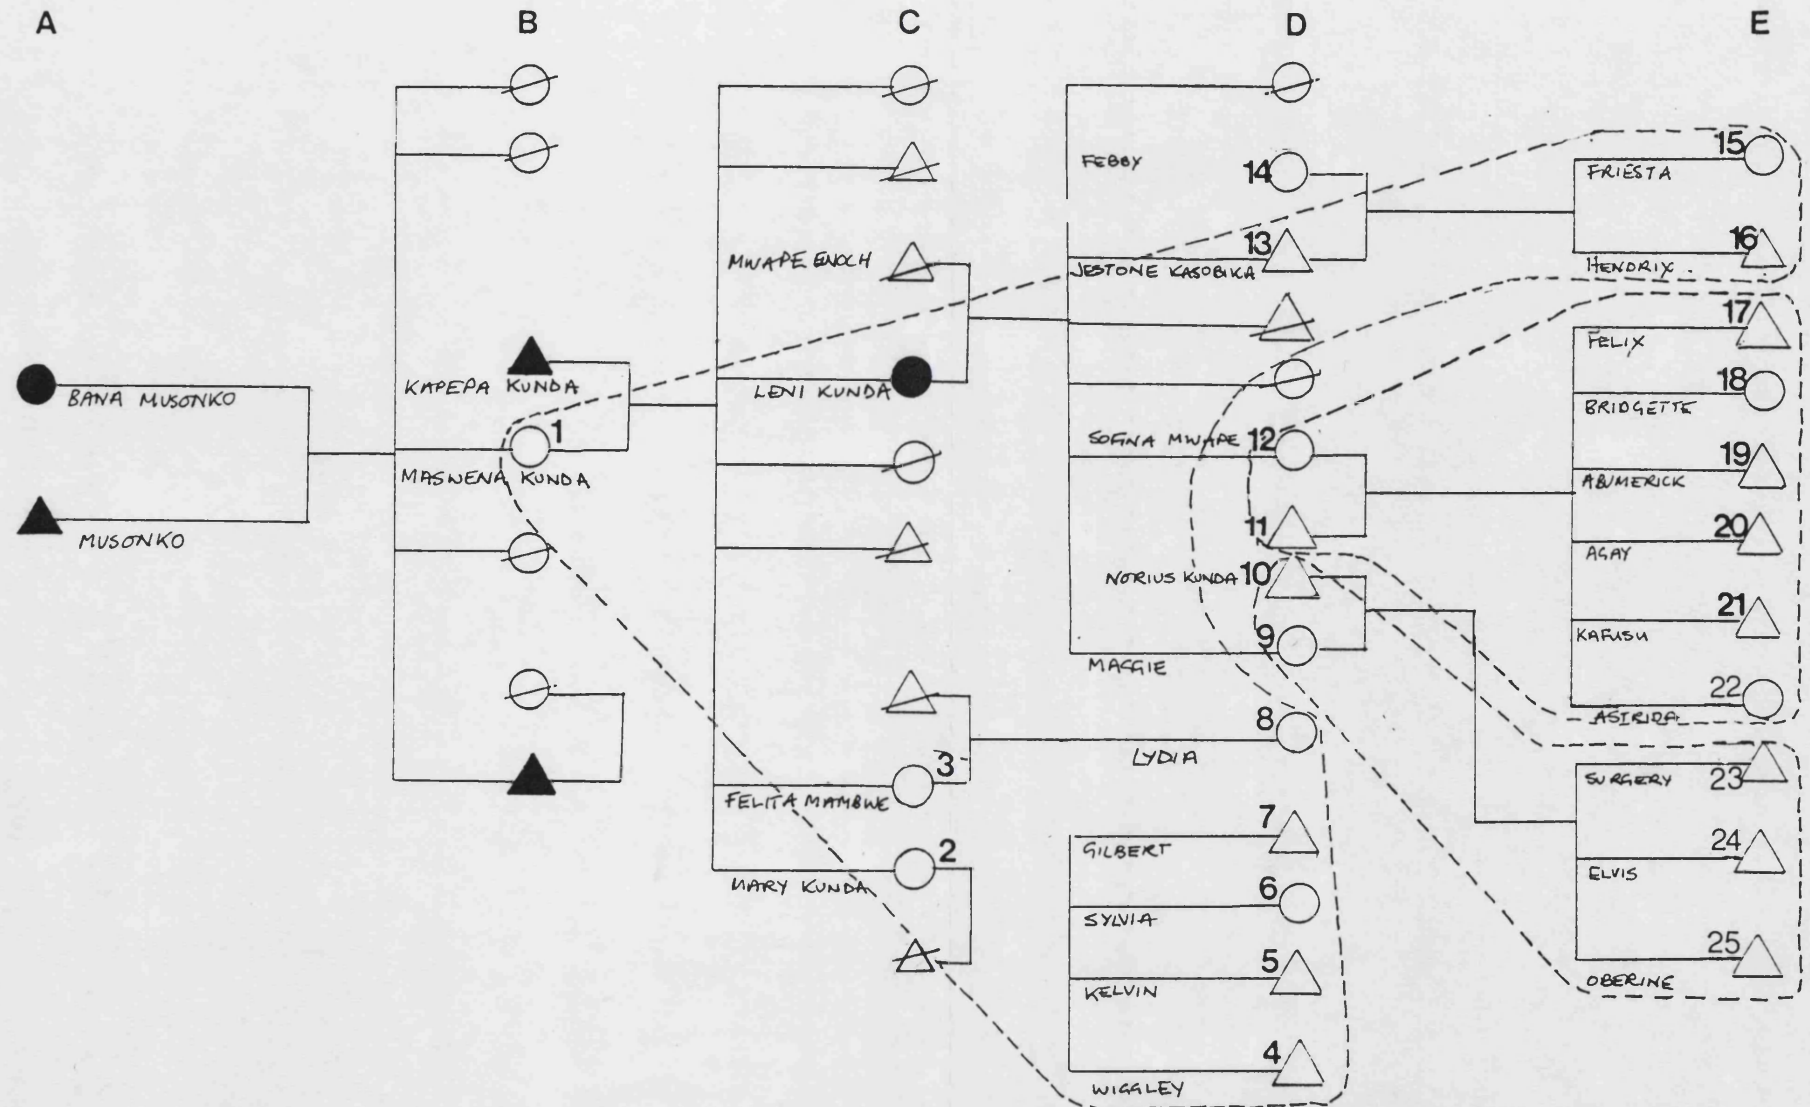 A B C D E
FEBBY
14
15
FRIESTA
MWAPE ENOCH
13
JESTONE KASOBIKA
16
HENDRIX
17
FELIX
KAPEPA KUNDA
BANA MUSONKO
LENI KUNDA
18
BRIDGETTE
1
MASWENA KUNDA
SOFINA MWAPE 12
19
ABUMERICK
MUSONKO
11
20
AGAY
NORIUS KUNDA 10
21
KAFUSU
9
MAGGIE
22
ASIRIDA
8
LYDIA
3
FELITA MAMBWE
SURGERY 23
7
GILBERT
2
MARY KUNDA
24
ELVIS
6
SYLVIA
5
KELVIN
25
OBERINE
4
WIGGLEY